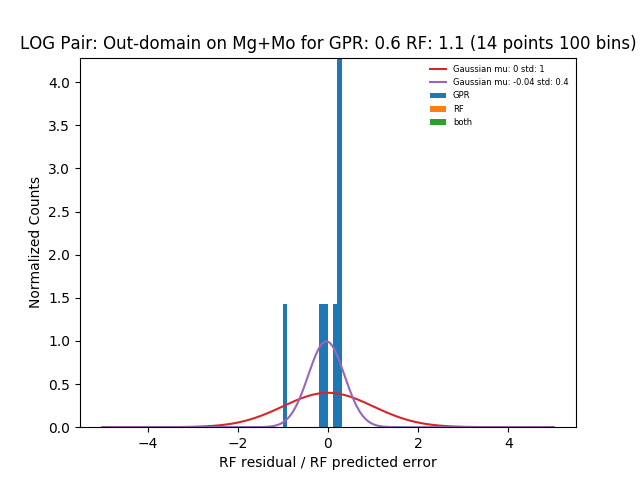 LOG Pair: Out-domain on Mg+Mo for GPR: 0.6 RF: 1.1 (14 points 100 bins)
Gaussian mu: 0 std: 1
Gaussian mu: -0.04 std: 0.4
GPR
RF
both
Normalized Counts
4.0
3.5
3.0
2.5
2.0
1.5
1.0
0.5
0.0
−4 −2 0 2 4
RF residual / RF predicted error